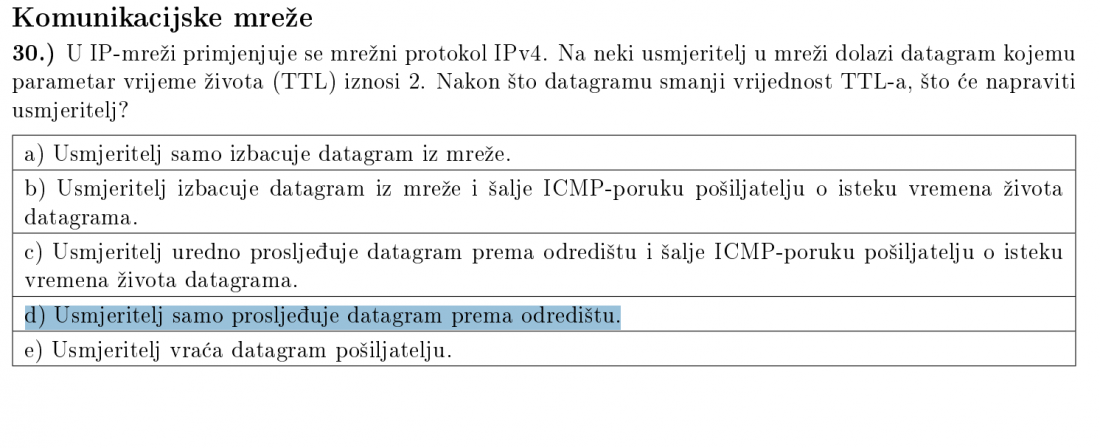 Komunikacijske mreže
30.) U IP-mreži primjenjuje se mrežni protokol IPv4. Na neki usmjeritelj u mreži dolazi datagram kojemu
parametar vrijeme života (TTL) iznosi 2. Nakon što datagramu smanji vrijednost TTL-a, što će napraviti
usmjeritelj?
a) Usmjeritelj samo izbacuje datagram iz mreže.
b) Usmjeritelj izbacuje datagram iz mreže i šalje ICMP-poruku pošiljatelju o isteku vremena života
datagrama.
c) Usmjeritelj uredno prosljeđuje datagram prema odredištu i šalje ICMP-poruku pošiljatelju o isteku
vremena života datagrama.
d) Usmjeritelj samo prosljeđuje datagram prema odredištu.
e) Usmjeritelj vraća datagram pošiljatelju.